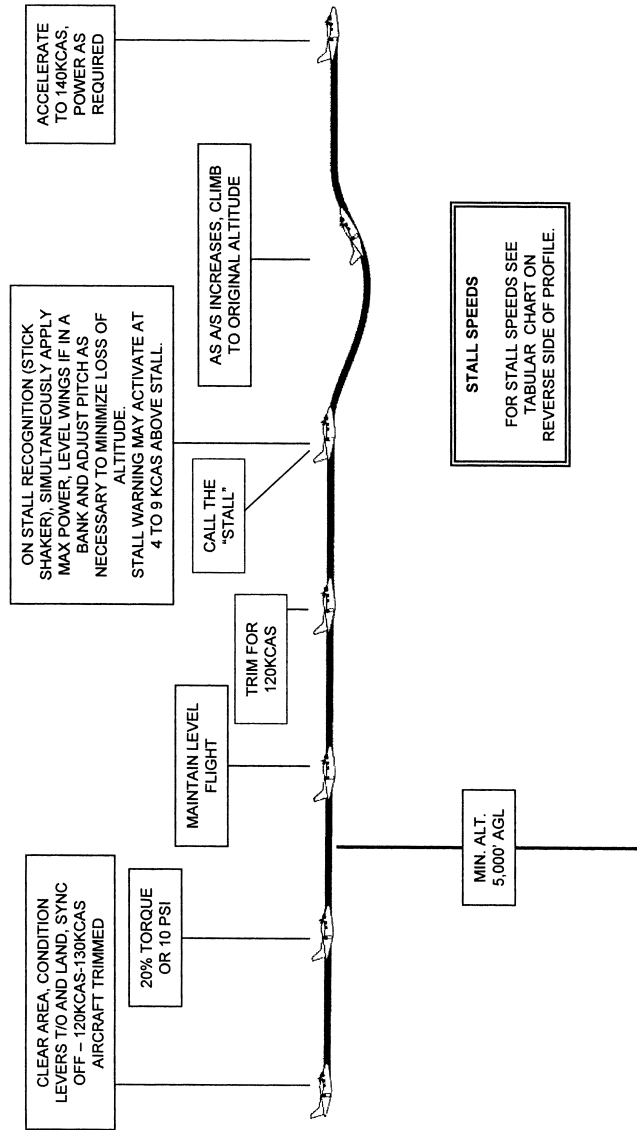 CLEAR AREA, CONDITION
LEVERS T/O AND LAND, SYNC
OFF – 120KCAS-130KCAS
AIRCRAFT TRIMMED
20% TORQUE
OR 10 PSI
MAINTAIN LEVEL
FLIGHT
TRIM FOR
120KCAS
CALL THE
"STALL"
ON STALL RECOGNITION (STICK
SHAKER), SIMULTANEOUSLY APPLY
MAX POWER, LEVEL WINGS IF IN A
BANK AND ADJUST PITCH AS
NECESSARY TO MINIMIZE LOSS OF
ALTITUDE.
STALL WARNING MAY ACTIVATE AT
4 TO 9 KCAS ABOVE STALL.
AS A/S INCREASES, CLIMB
TO ORIGINAL ALTITUDE
ACCELERATE
TO 140KCAS,
POWER AS
REQUIRED
MIN. ALT.
5,000' AGL
STALL SPEEDS
FOR STALL SPEEDS SEE
TABULAR CHART ON
REVERSE SIDE OF PROFILE.